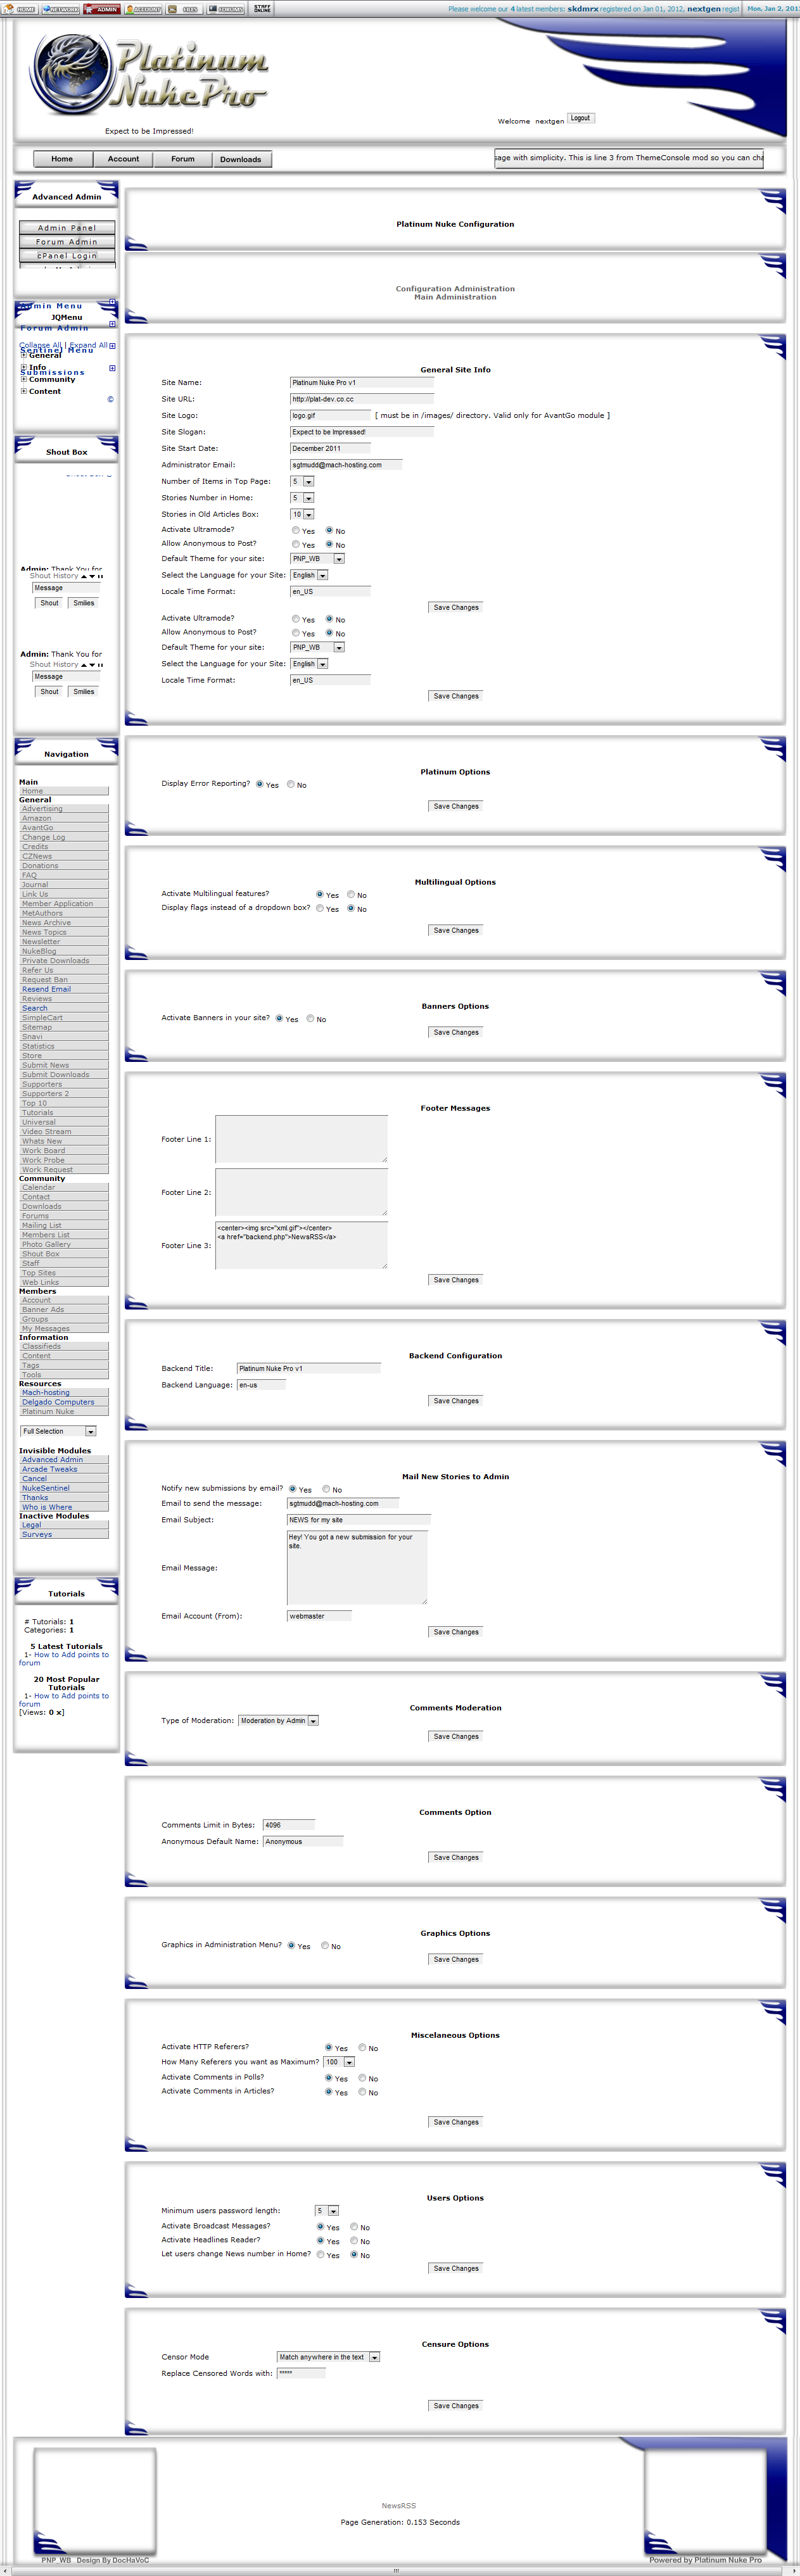 HOME NETWORK ADMIN ACCOUNT FILES FORUMS STAFF ONLINE
Please welcome our 4 latest members: skdmrx registered on Jan 01, 2012, nextgen regist
Mon, Jan 2, 201
Platinum
NukePro
Expect to be Impressed!
Welcome nextgen Logout
Home Account Forum Downloads
sage with simplicity. This is line 3 from ThemeConsole mod so you can cha
Advanced Admin
Admin Panel
Forum Admin
cPanel Login
Admin Menu
JQMenu
Forum Admin
Collapse All | Expand All
Sentinel Menu
General
Info
Submissions
Community
Content
©
Shout Box
Admin: Thank You for
Shout History
Message
Shout Smilies
Admin: Thank You for
Shout History
Message
Shout Smilies
Navigation
Main
Home
General
Advertising
Amazon
AvantGo
Change Log
Credits
CZNews
Donations
FAQ
Journal
Link Us
Member Application
MetAuthors
News Archive
News Topics
Newsletter
NukeBlog
Private Downloads
Refer Us
Request Ban
Resend Email
Reviews
Search
SimpleCart
Sitemap
Snavi
Statistics
Store
Submit News
Submit Downloads
Supporters
Supporters 2
Top 10
Tutorials
Universal
Video Stream
Whats New
Work Board
Work Probe
Work Request
Community
Calendar
Contact
Downloads
Forums
Mailing List
Members List
Photo Gallery
Shout Box
Staff
Top Sites
Web Links
Members
Account
Banner Ads
Groups
My Messages
Information
Classifieds
Content
Tags
Tools
Resources
Mach-hosting
Delgado Computers
Platinum Nuke
Full Selection
Invisible Modules
Advanced Admin
Arcade Tweaks
Cancel
NukeSentinel
Thanks
Who is Where
Inactive Modules
Legal
Surveys
Tutorials
# Tutorials: 1
Categories: 1
5 Latest Tutorials
1- How to Add points to
forum
20 Most Popular
Tutorials
1- How to Add points to
forum
[Views: 0 x]
Platinum Nuke Configuration
Configuration Administration
Main Administration
General Site Info
Site Name: Platinum Nuke Pro v1
Site URL: http://plat-dev.co.cc
Site Logo: logo.gif [ must be in /images/ directory. Valid only for AvantGo module ]
Site Slogan: Expect to be Impressed!
Site Start Date: December 2011
Administrator Email: sgtmudd@mach-hosting.com
Number of Items in Top Page: 5
Stories Number in Home: 5
Stories in Old Articles Box: 10
Activate Ultramode? Yes No
Allow Anonymous to Post? Yes No
Default Theme for your site: PNP_WB
Select the Language for your Site: English
Locale Time Format: en_US
Save Changes
Activate Ultramode? Yes No
Allow Anonymous to Post? Yes No
Default Theme for your site: PNP_WB
Select the Language for your Site: English
Locale Time Format: en_US
Save Changes
Platinum Options
Display Error Reporting? Yes No
Save Changes
Multilingual Options
Activate Multilingual features? Yes No
Display flags instead of a dropdown box? Yes No
Save Changes
Banners Options
Activate Banners in your site? Yes No
Save Changes
Footer Messages
Footer Line 1:
Footer Line 2:
Footer Line 3: <center><img src="xml.gif"></center>
<a href="backend.php">NewsRSS</a>
Save Changes
Backend Configuration
Backend Title: Platinum Nuke Pro v1
Backend Language: en-us
Save Changes
Mail New Stories to Admin
Notify new submissions by email? Yes No
Email to send the message: sgtmudd@mach-hosting.com
Email Subject: NEWS for my site
Email Message: Hey! You got a new submission for your
site.
Email Account (From): webmaster
Save Changes
Comments Moderation
Type of Moderation: Moderation by Admin
Save Changes
Comments Option
Comments Limit in Bytes: 4096
Anonymous Default Name: Anonymous
Save Changes
Graphics Options
Graphics in Administration Menu? Yes No
Save Changes
Miscelaneous Options
Activate HTTP Referers? Yes No
How Many Referers you want as Maximum? 100
Activate Comments in Polls? Yes No
Activate Comments in Articles? Yes No
Save Changes
Users Options
Minimum users password length: 5
Activate Broadcast Messages? Yes No
Activate Headlines Reader? Yes No
Let users change News number in Home? Yes No
Save Changes
Censure Options
Censor Mode Match anywhere in the text
Replace Censored Words with: *****
Save Changes
NewsRSS
Page Generation: 0.153 Seconds
PNP_WB Design By DocHaVoC
Powered by Platinum Nuke Pro